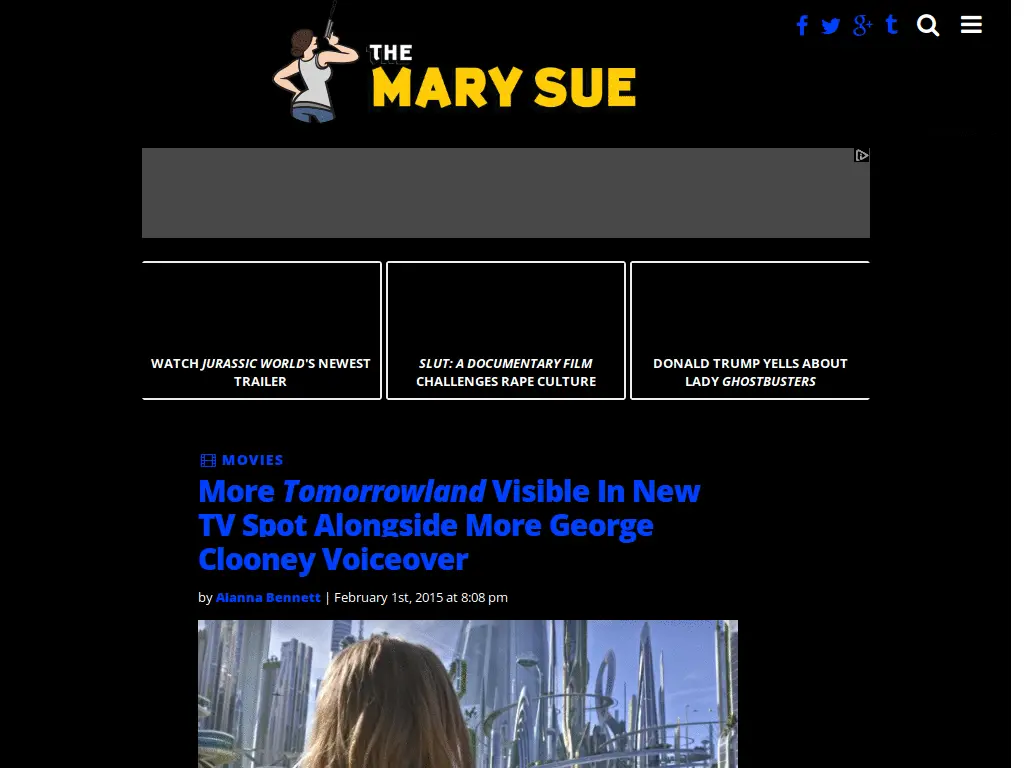 THE
MARY SUE
WATCH JURASSIC WORLD'S NEWEST
TRAILER
SLUT: A DOCUMENTARY FILM
CHALLENGES RAPE CULTURE
DONALD TRUMP YELLS ABOUT
LADY GHOSTBUSTERS
MOVIES
More Tomorrowland Visible In New
TV Spot Alongside More George
Clooney Voiceover
by Alanna Bennett | February 1st, 2015 at 8:08 pm